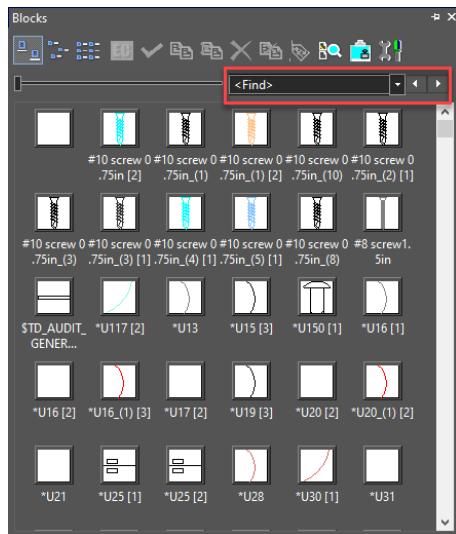 Blocks
<Find>
#10 screw 0 #10 screw 0 #10 screw 0 #10 screw 0 #10 screw 0
.75in [2] .75in_(1) .75in_(1) [2] .75in_(10) .75in_(2) [1]
#10 screw 0 #10 screw 0 #10 screw 0 #10 screw 0 #10 screw 0 #8 screw1.
.75in_(3) .75in_(3) [1] .75in_(4) [1] .75in_(5) [1] .75in_(8) 5in
$TD_AUDIT_ *U117 [2] *U13 *U15 [3] *U150 [1] *U16 [1]
GENER...
*U16 [2] *U16_(1) [3] *U17 [2] *U19 [3] *U20 [2] *U20_(1) [2]
*U21 *U25 [1] *U25 [2] *U28 *U30 [1] *U31